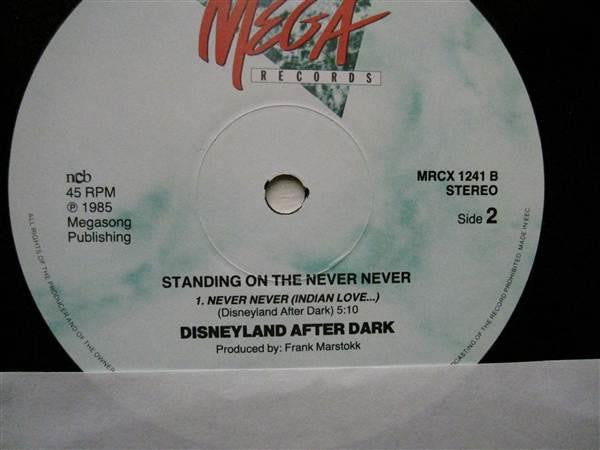 MEGA
RECORDS
ncb
45 RPM
℗ 1985
Megasong
Publishing
MRCX 1241 B
STEREO
Side 2
STANDING ON THE NEVER NEVER
1. NEVER NEVER (INDIAN LOVE...)
(Disneyland After Dark) 5:10
DISNEYLAND AFTER DARK
Produced by: Frank Marstokk
ALL RIGHTS OF THE PRODUCER AND OF THE OWNER
CASTING OF THE RECORD PROHIBITED. MADE IN EEC.